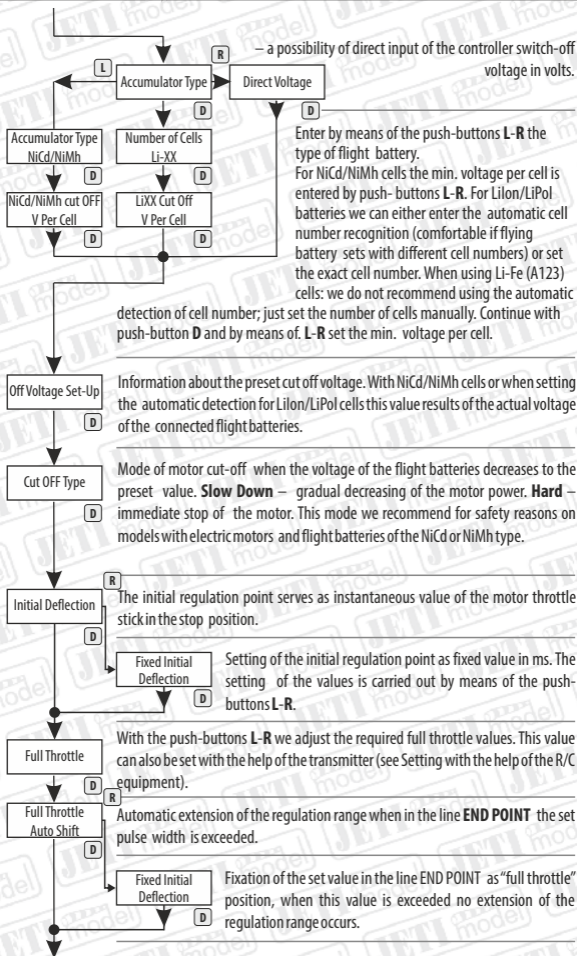 – a possibility of direct input of the controller switch-off
voltage in volts.
L
R
Accumulator Type
Direct Voltage
D
D
Accumulator Type
NiCd/NiMh
Number of Cells
Li-XX
D
D
NiCd/NiMh cut OFF
V Per Cell
LiXX Cut Off
V Per Cell
D
D
Enter by means of the push-buttons L-R the
type of flight battery.
For NiCd/NiMh cells the min. voltage per cell is
entered by push- buttons L-R. For LiIon/LiPol
batteries we can either enter the automatic cell
number recognition (comfortable if flying
battery sets with different cell numbers) or set
the exact cell number. When using Li-Fe (A123)
cells: we do not recommend using the automatic
detection of cell number; just set the number of cells manually. Continue with
push-button D and by means of. L-R set the min. voltage per cell.
Off Voltage Set-Up
D
Information about the preset cut off voltage. With NiCd/NiMh cells or when setting
the automatic detection for LiIon/LiPol cells this value results of the actual voltage
of the connected flight batteries.
Cut OFF Type
D
Mode of motor cut-off when the voltage of the flight batteries decreases to the
preset value. Slow Down – gradual decreasing of the motor power. Hard –
immediate stop of the motor. This mode we recommend for safety reasons on
models with electric motors and flight batteries of the NiCd or NiMh type.
R
Initial Deflection
D
The initial regulation point serves as instantaneous value of the motor throttle
stick in the stop position.
Fixed Initial
Deflection
D
Setting of the initial regulation point as fixed value in ms. The
setting of the values is carried out by means of the push-
buttons L-R.
Full Throttle
D
With the push-buttons L-R we adjust the required full throttle values. This value
can also be set with the help of the transmitter (see Setting with the help of the R/C
equipment).
R
Full Throttle
Auto Shift
D
Automatic extension of the regulation range when in the line END POINT the set
pulse width is exceeded.
Fixed Initial
Deflection
D
Fixation of the set value in the line END POINT as “full throttle”
position, when this value is exceeded no extension of the
regulation range occurs.
JETI
model